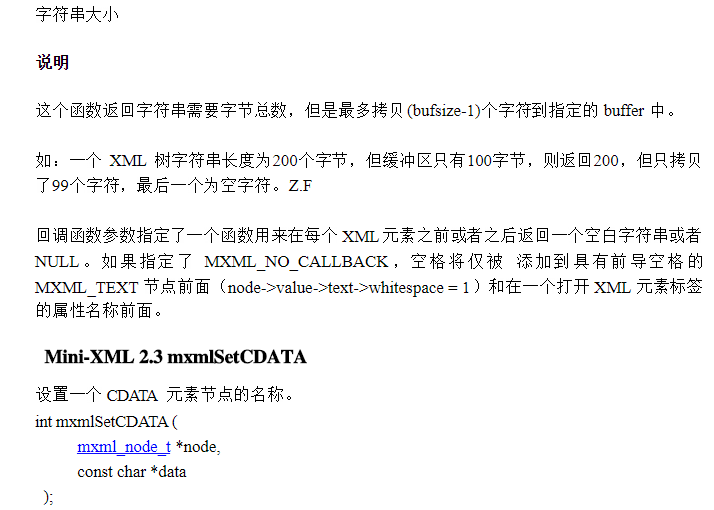 字符串大小
说明
这个函数返回字符串需要字节总数，但是最多拷贝(bufsize-1)个字符到指定的 buffer 中。
如：一个 XML 树字符串长度为200个字节，但缓冲区只有100字节，则返回200，但只拷贝
了99个字符，最后一个为空字符。Z.F
回调函数参数指定了一个函数用来在每个 XML 元素之前或者之后返回一个空白字符串或者
NULL。如果指定了 MXML_NO_CALLBACK，空格将仅被 添加到具有前导空格的
MXML_TEXT 节点前面（node->value->text->whitespace = 1）和在一个打开 XML 元素标签
的属性名称前面。
Mini-XML 2.3 mxmlSetCDATA
设置一个 CDATA 元素节点的名称。
int mxmlSetCDATA (
mxml_node_t *node,
const char *data
);